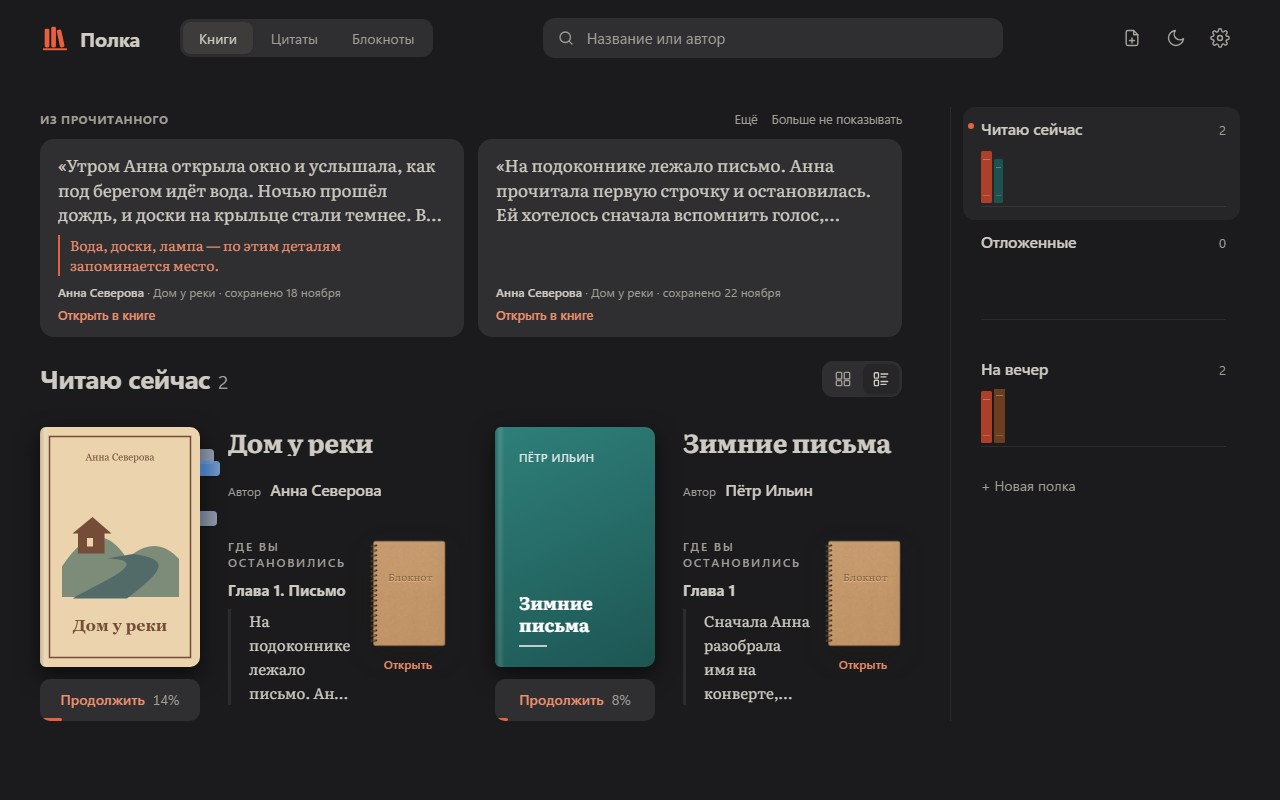 Полка
Книги
Цитаты
Блокноты
Название или автор
ИЗ ПРОЧИТАННОГО
Ещё
Больше не показывать
«Утром Анна открыла окно и услышала, как
под берегом идёт вода. Ночью прошёл
дождь, и доски на крыльце стали темнее. В…
Вода, доски, лампа — по этим деталям
запоминается место.
Анна Северова · Дом у реки · сохранено 18 ноября
Открыть в книге
«На подоконнике лежало письмо. Анна
прочитала первую строчку и остановилась.
Ей хотелось сначала вспомнить голос,…
Анна Северова · Дом у реки · сохранено 22 ноября
Открыть в книге
Читаю сейчас 2
Анна Северова
Дом у реки
Продолжить 14%
Дом у реки
Автор Анна Северова
ГДЕ ВЫ
ОСТАНОВИЛИСЬ
Глава 1. Письмо
На
подоконнике
лежало
письмо. Ан…
Блокнот
Открыть
ПЁТР ИЛЬИН
Зимние
письма
Продолжить 8%
Зимние письма
Автор Пётр Ильин
ГДЕ ВЫ
ОСТАНОВИЛИСЬ
Глава 1
Сначала Анна
разобрала
имя на
конверте,…
Блокнот
Открыть
Читаю сейчас 2
Отложенные 0
На вечер 2
+ Новая полка